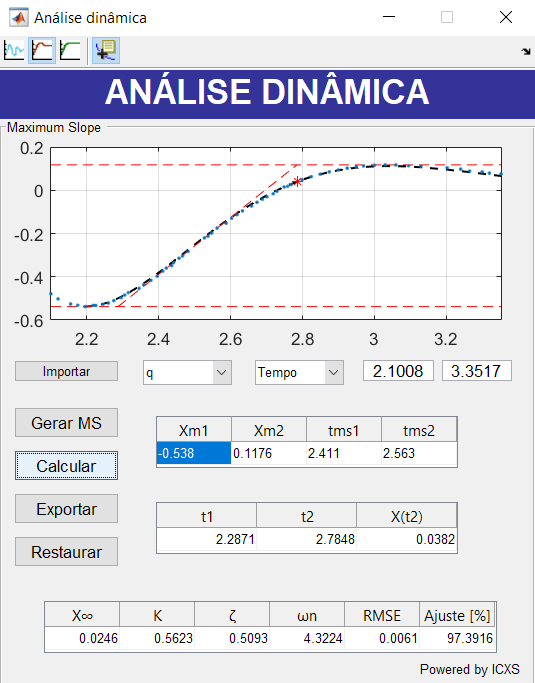 Análise dinâmica
ANÁLISE DINÂMICA
Maximum Slope
0.2
0
-0.2
-0.4
-0.6
2.2 2.4 2.6 2.8 3 3.2
Importar q Tempo 2.1008 3.3517
Gerar MS
Calcular
Exportar
Restaurar
Xm1 Xm2 tms1 tms2
-0.538 0.1176 2.411 2.563
t1 t2 X(t2)
2.2871 2.7848 0.0382
X∞ K ζ ωn RMSE Ajuste [%]
0.0246 0.5623 0.5093 4.3224 0.0061 97.3916
Powered by ICXS